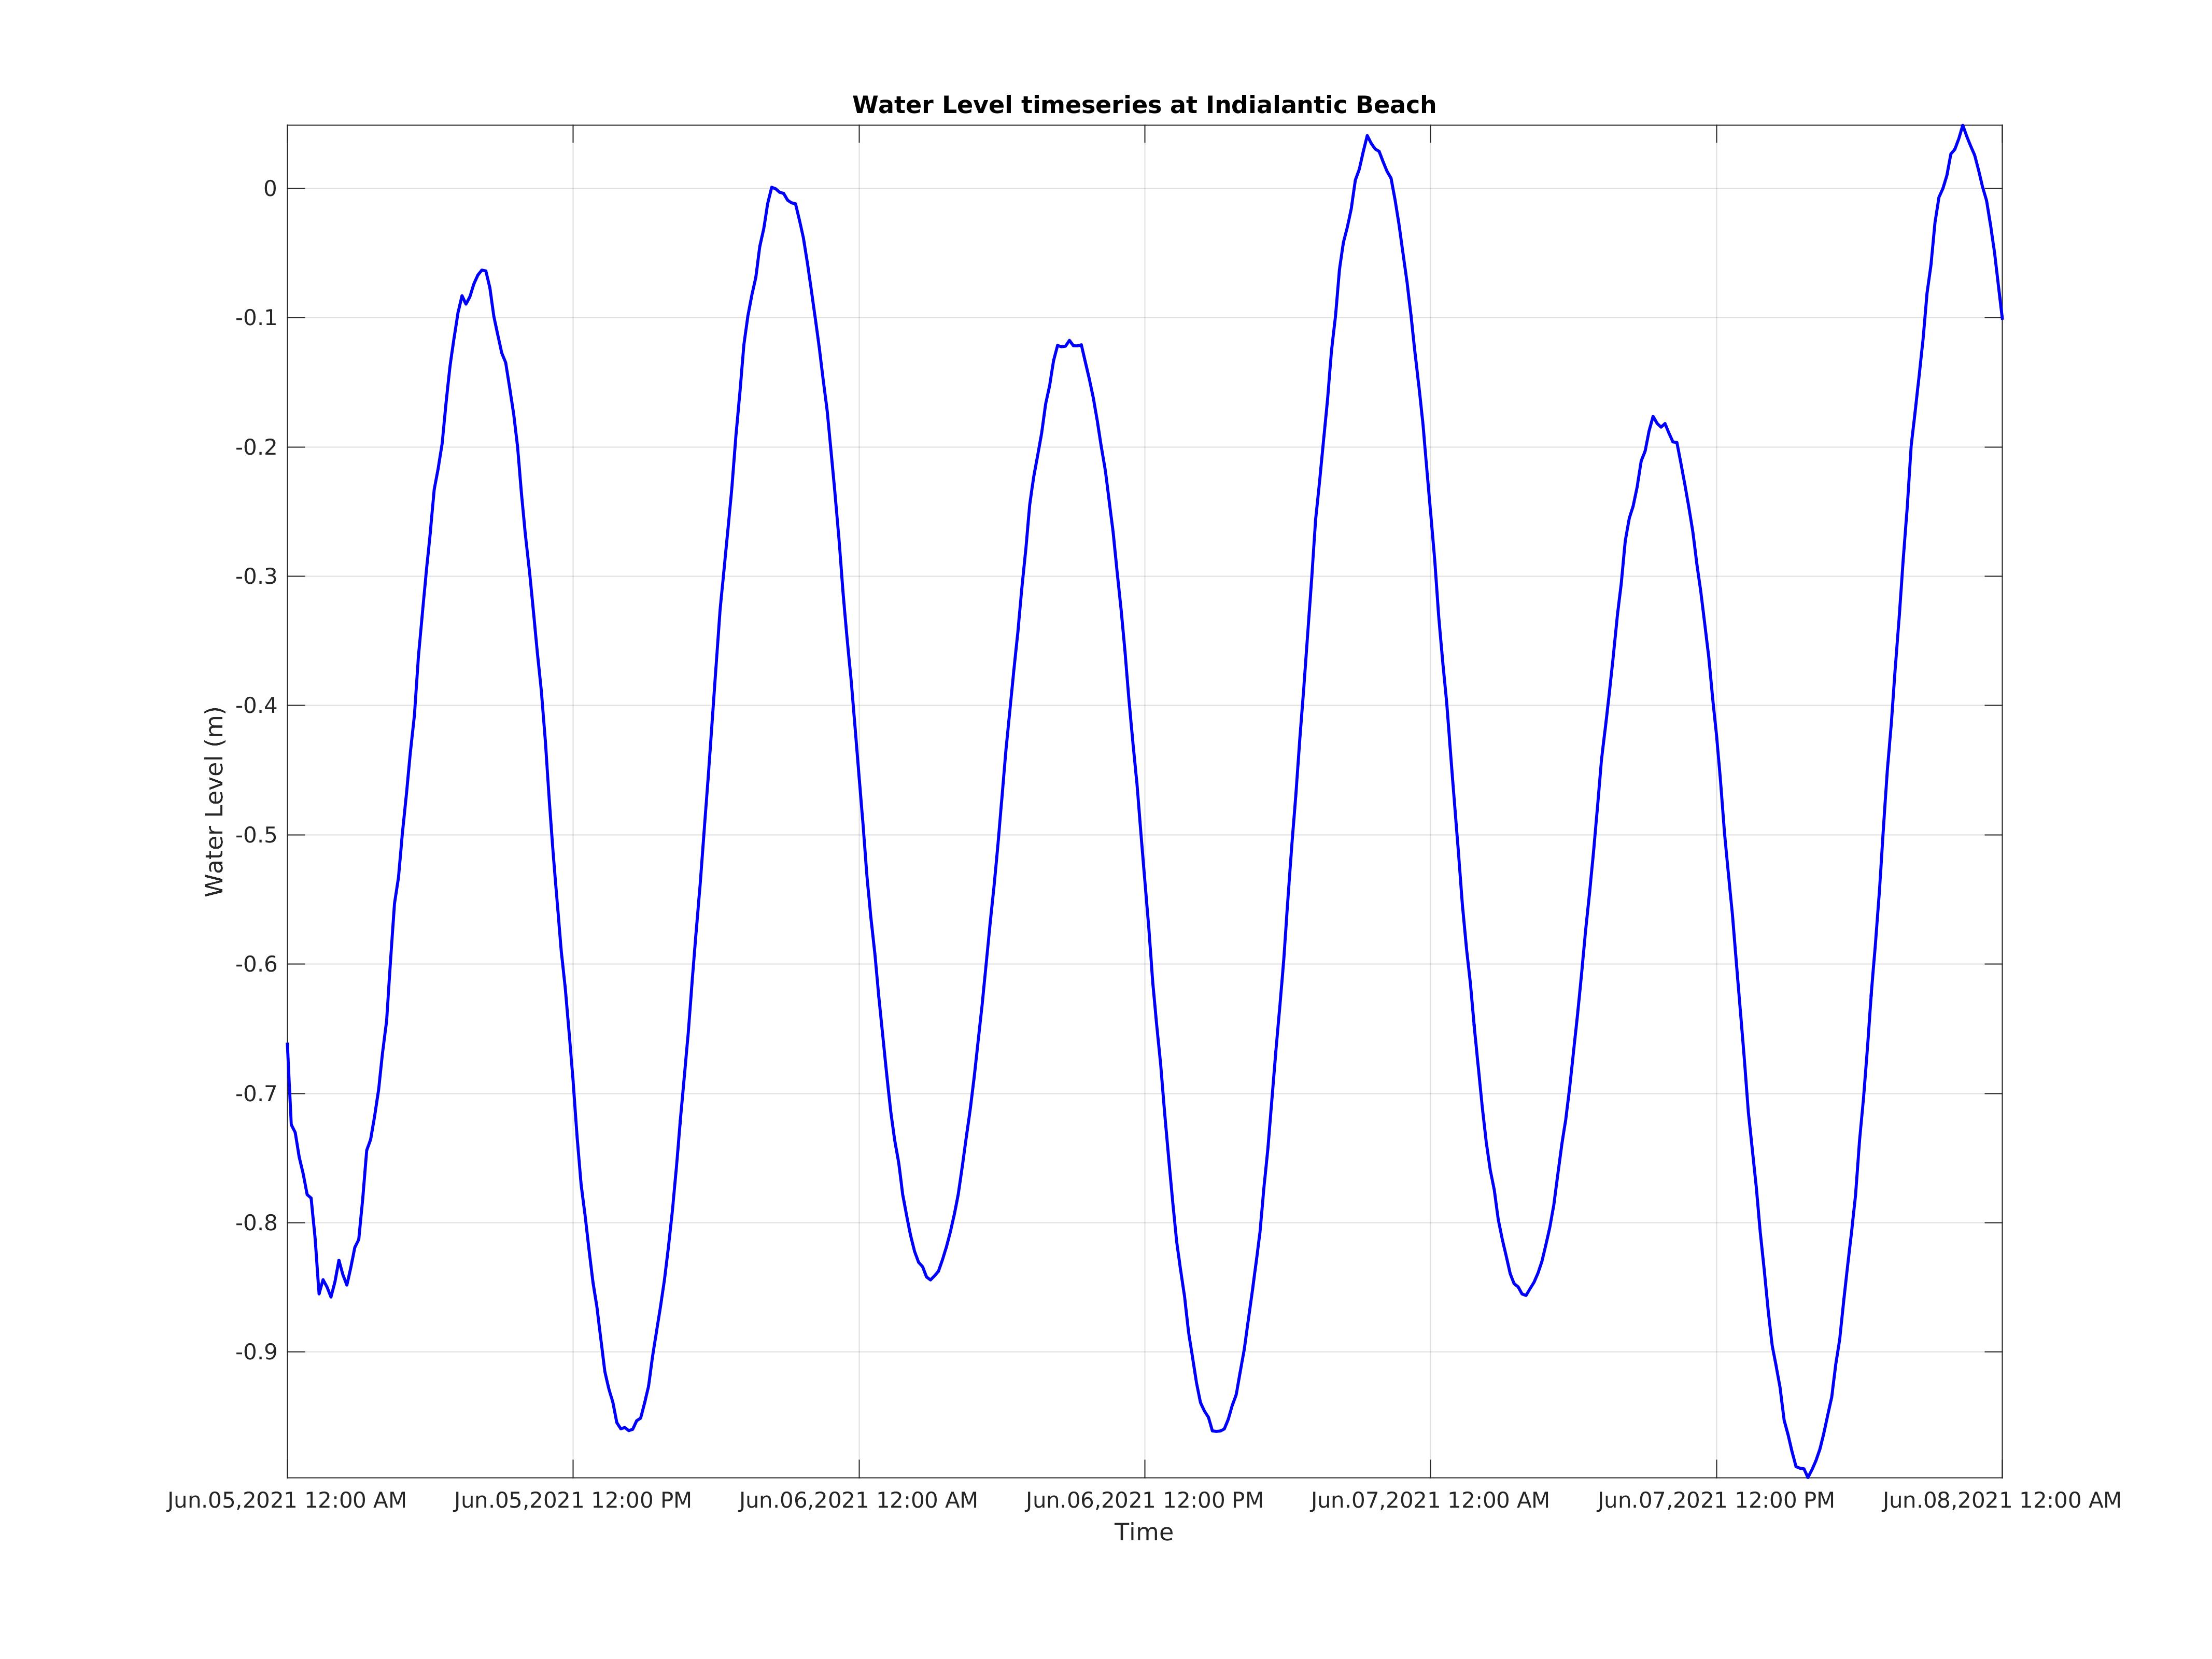 Water Level timeseries at Indialantic Beach
0
-0.1
-0.2
-0.3
-0.4
-0.5
-0.6
-0.7
-0.8
-0.9
Water Level (m)
Jun.05,2021 12:00 AM Jun.05,2021 12:00 PM Jun.06,2021 12:00 AM Jun.06,2021 12:00 PM Jun.07,2021 12:00 AM Jun.07,2021 12:00 PM Jun.08,2021 12:00 AM
Time